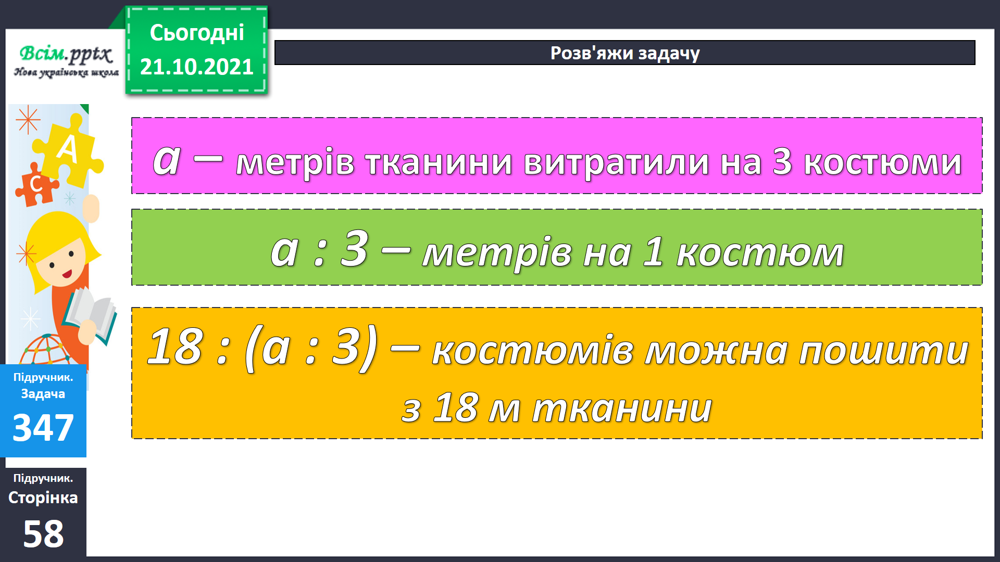 Всім.pptx
Нова українська школа
Сьогодні
21.10.2021
Розв'яжи задачу
А
С
а – метрів тканини витратили на 3 костюми
а : 3 – метрів на 1 костюм
18 : (а : 3) – костюмів можна пошити
з 18 м тканини
Підручник.
Задача
347
Підручник.
Сторінка
58